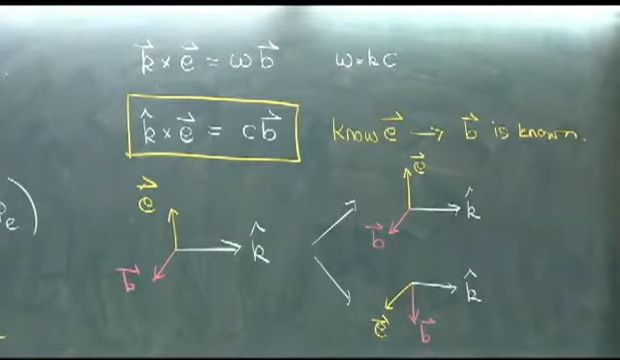 k⃗ × e⃗ = ω b⃗ ω = kc
k̂ × e⃗ = c b⃗ Know e⃗ → b⃗ is known.
e⃗
k̂
b⃗
e⃗
k̂
b⃗
k̂
e⃗
b⃗
e)